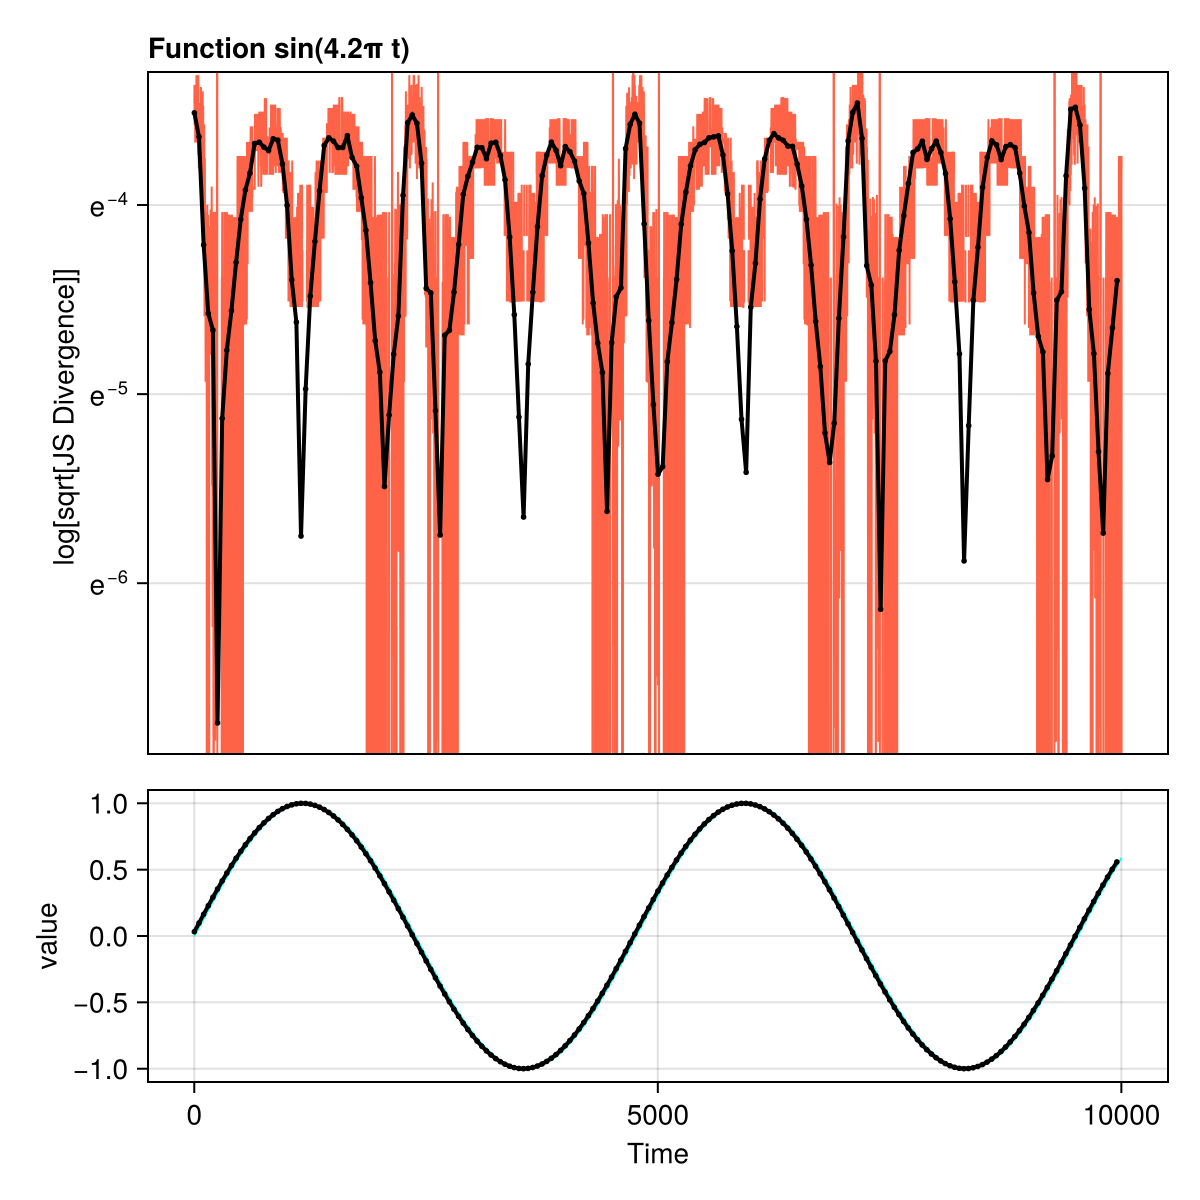 Function sin(4.2π t)
log[sqrt[JS Divergence]]
e−4
e−5
e−6
value
1.0
0.5
0.0
−0.5
−1.0
0 5000 10000
Time